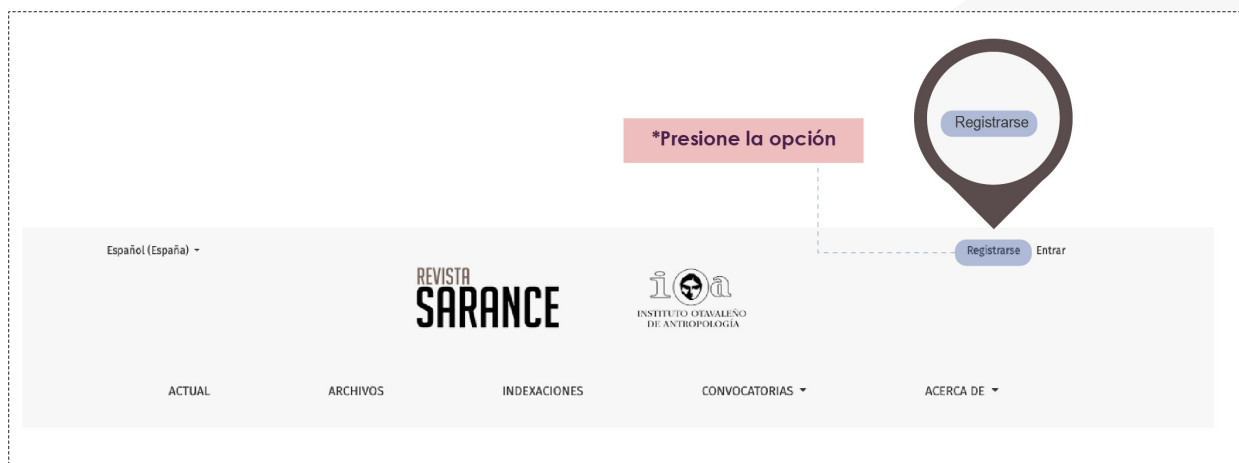 Registrarse
*Presione la opción
Español (España)
Registrarse Entrar
REVISTA
SARANCE
ioa
INSTITUTO OTAVALEÑO
DE ANTROPOLOGÍA
ACTUAL ARCHIVOS INDEXACIONES CONVOCATORIAS ACERCA DE